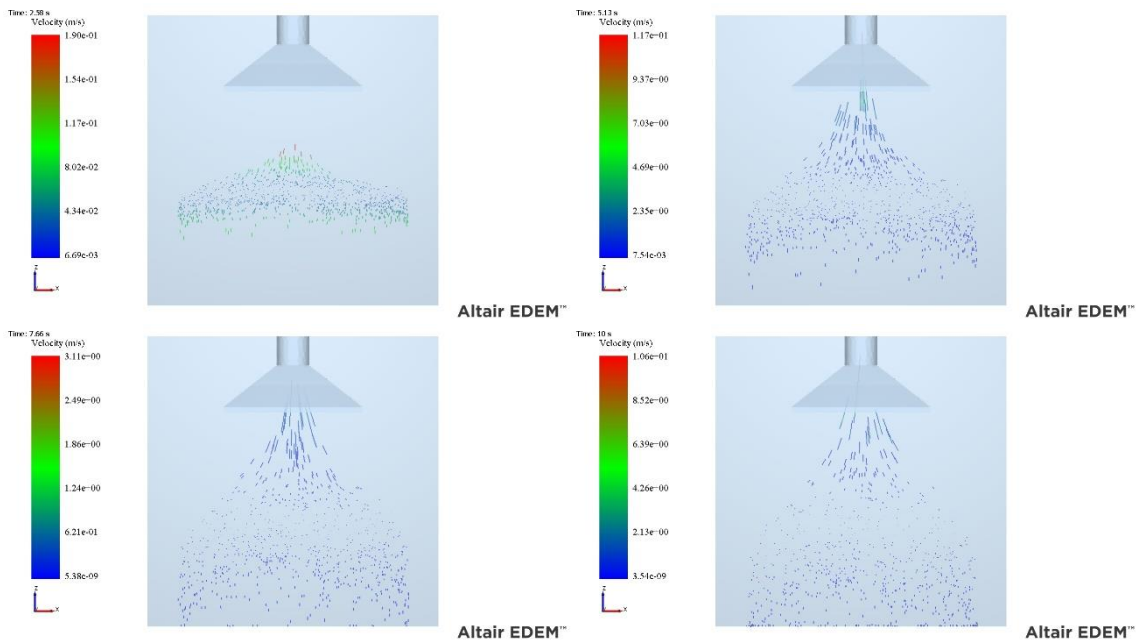 Time: 2.58 s
Velocity (m/s)
1.90e-01
1.54e-01
1.17e-01
8.02e-02
4.34e-02
6.69e-03
z
x
Altair EDEM™
Time: 5.13 s
Velocity (m/s)
1.17e-01
9.37e-00
7.03e-00
4.69e-00
2.35e-00
7.54e-03
z
x
Altair EDEM™
Time: 7.66 s
Velocity (m/s)
3.11e-00
2.49e-00
1.86e-00
1.24e-00
6.21e-01
5.38e-09
z
x
Altair EDEM™
Time: 10 s
Velocity (m/s)
1.06e-01
8.52e-00
6.39e-00
4.26e-00
2.13e-00
3.54e-09
z
x
Altair EDEM™